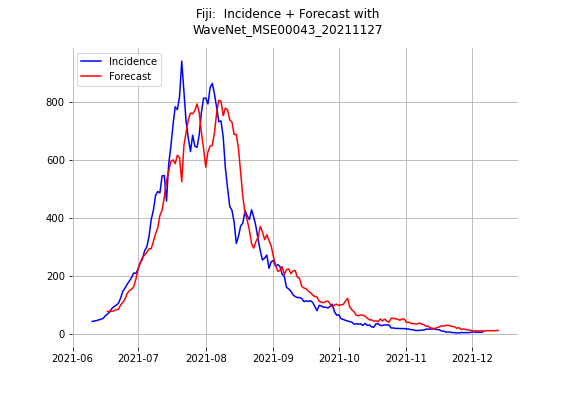 Fiji:  Incidence + Forecast with
WaveNet_MSE00043_20211127
Incidence
Forecast
800
600
400
200
0
2021-06 2021-07 2021-08 2021-09 2021-10 2021-11 2021-12